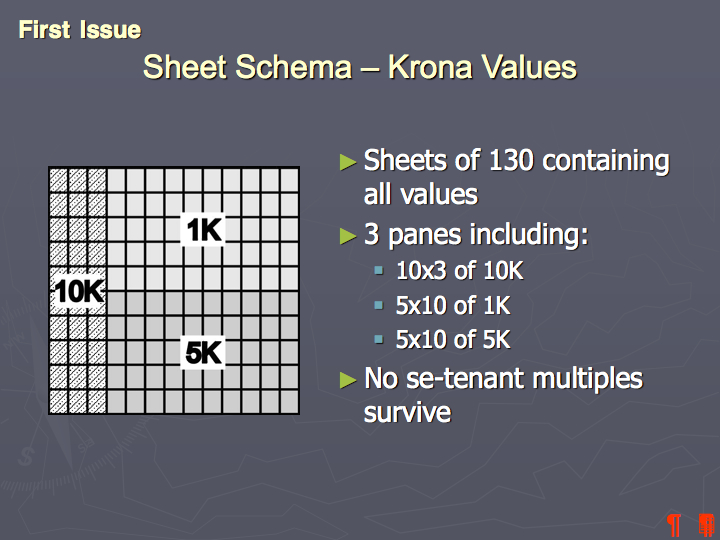 First Issue
Sheet Schema – Krona Values
► Sheets of 130 containing
all values
► 3 panes including:
▪ 10x3 of 10K
▪ 5x10 of 1K
▪ 5x10 of 5K
► No se-tenant multiples
survive
1K
10K
5K
¶ ¶